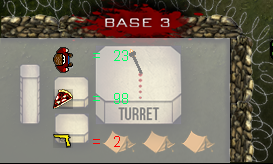 BASE 3
= 23
= 98
TURRET
= 2